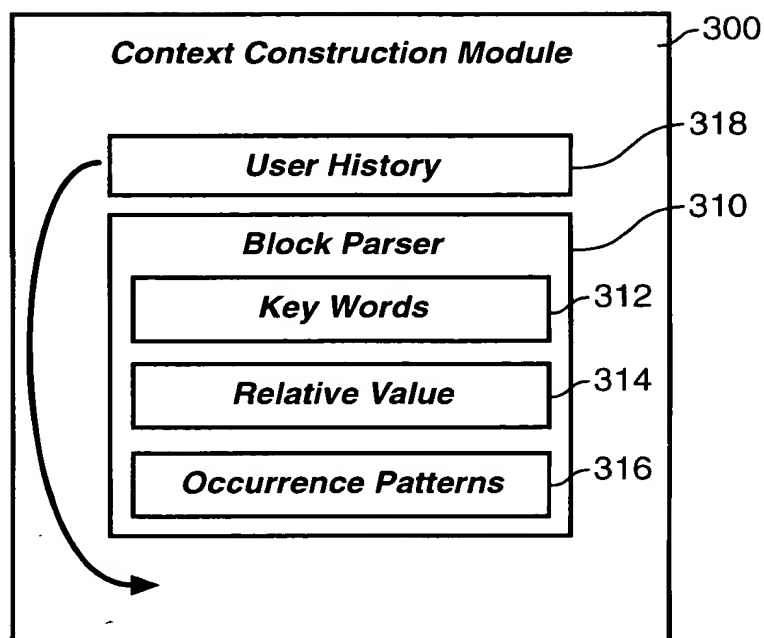 300
Context Construction Module
318
User History
310
Block Parser
Key Words
312
Relative Value
314
Occurrence Patterns
316